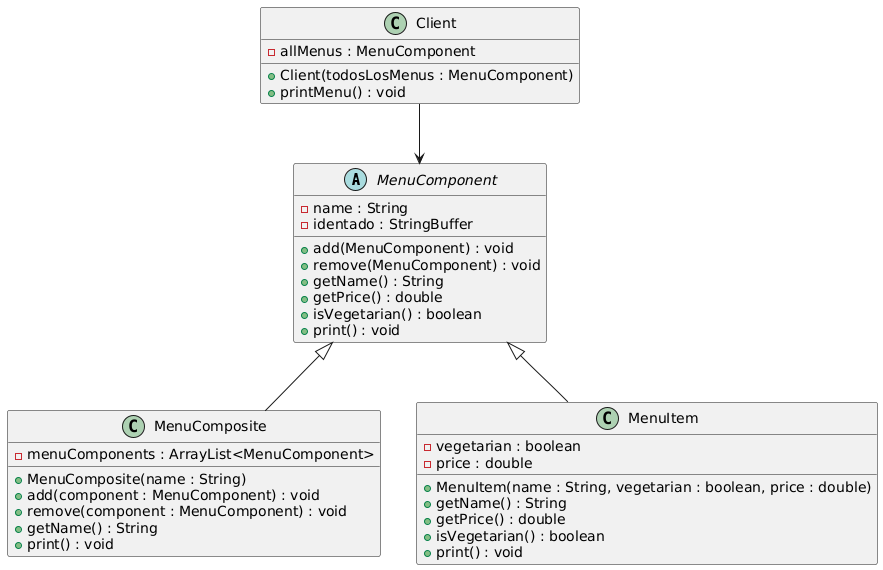 C Client
allMenus : MenuComponent
Client(todosLosMenus : MenuComponent)
printMenu() : void
A MenuComponent
name : String
identado : StringBuffer
add(MenuComponent) : void
remove(MenuComponent) : void
getName() : String
getPrice() : double
isVegetarian() : boolean
print() : void
C MenuComposite
menuComponents : ArrayList<MenuComponent>
MenuComposite(name : String)
add(component : MenuComponent) : void
remove(component : MenuComponent) : void
getName() : String
print() : void
C MenuItem
vegetarian : boolean
price : double
MenuItem(name : String, vegetarian : boolean, price : double)
getName() : String
getPrice() : double
isVegetarian() : boolean
print() : void